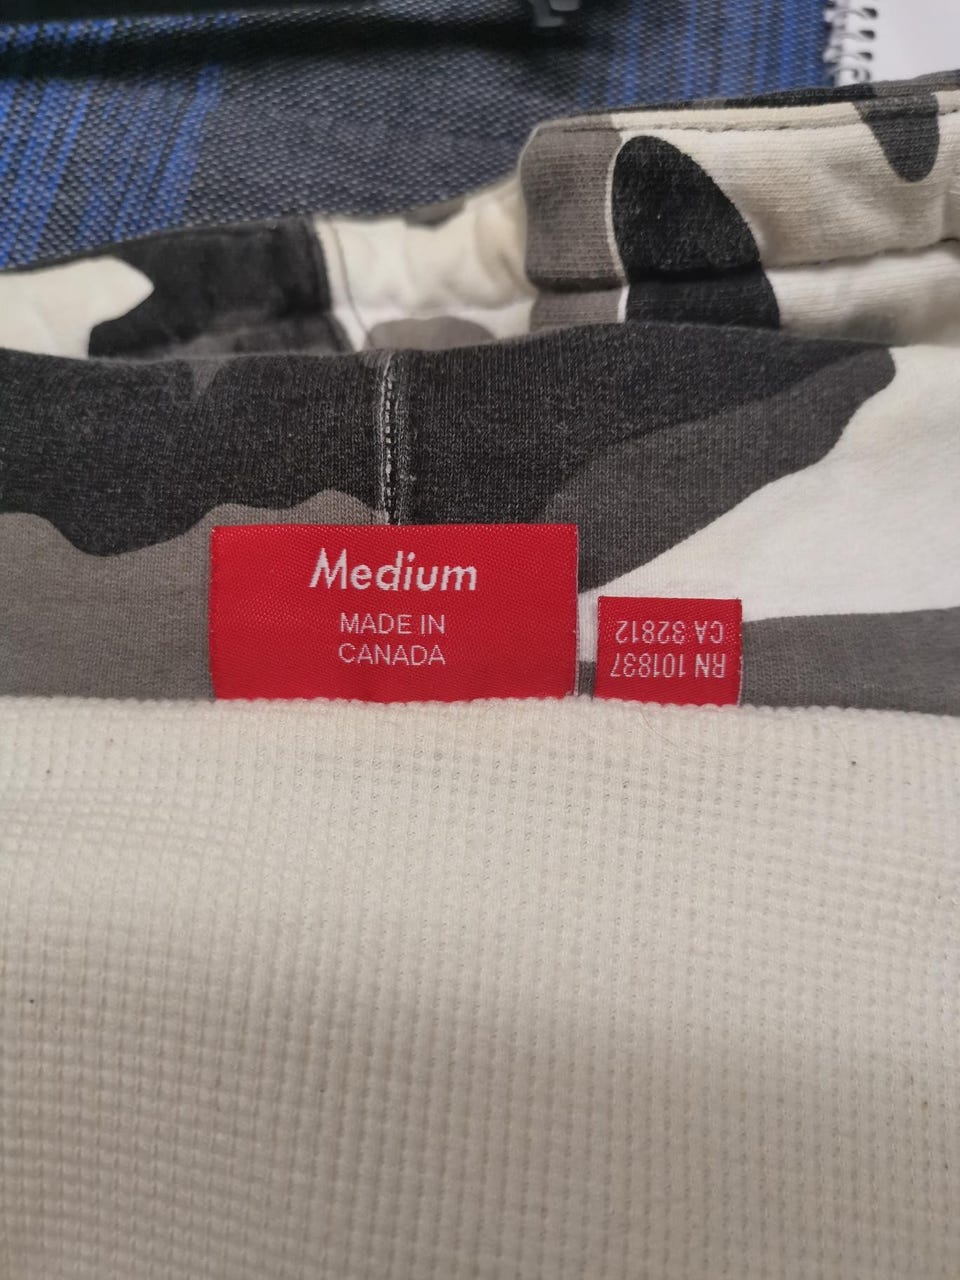 Medium
MADE IN
CANADA
RN 101837
CA 32812